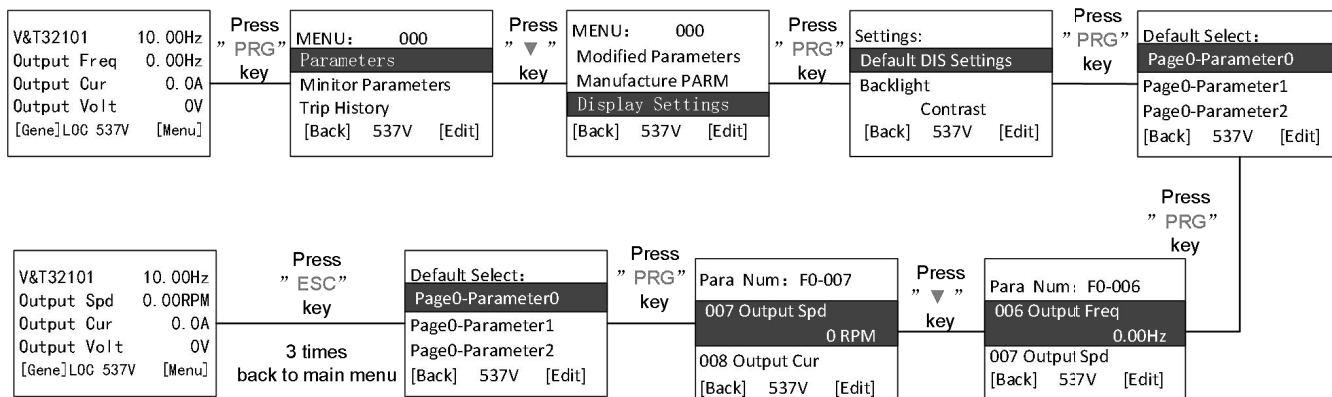 V&T32101 10.00Hz
Output Freq 0.00Hz
Output Cur 0.0A
Output Volt 0V
[Gene]LOC 537V [Menu]
Press
" PRG"
key
MENU: 000
Parameters
Minitor Parameters
Trip History
[Back] 537V [Edit]
Press
" ▼ "
key
MENU: 000
Modified Parameters
Manufacture PARM
Display Settings
[Back] 537V [Edit]
Press
" PRG"
key
Settings:
Default DIS Settings
Backlight
Contrast
[Back] 537V [Edit]
Press
" PRG"
key
Default Select:
Page0-Parameter0
Page0-Parameter1
Page0-Parameter2
[Back] 537V [Edit]
Press
" PRG"
key
Para Num: F0-006
006 Output Freq
0.00Hz
007 Output Spd
[Back] 537V [Edit]
Press
" ▼ "
key
Para Num: F0-007
007 Output Spd
0 RPM
008 Output Cur
[Back] 537V [Edit]
Press
" PRG"
key
Default Select:
Page0-Parameter0
Page0-Parameter1
Page0-Parameter2
[Back] 537V [Edit]
Press
" ESC"
key
3 times
back to main menu
V&T32101 10.00Hz
Output Spd 0.00RPM
Output Cur 0.0A
Output Volt 0V
[Gene]LOC 537V [Menu]